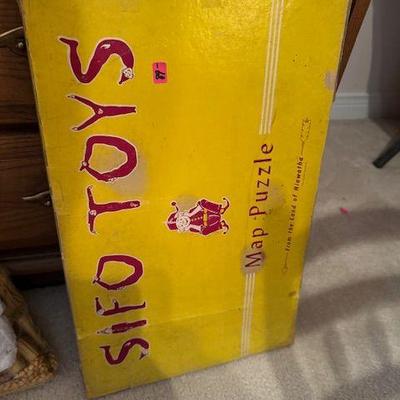 SIFO TOYS
Map Puzzle
from the Land of Hiawatha